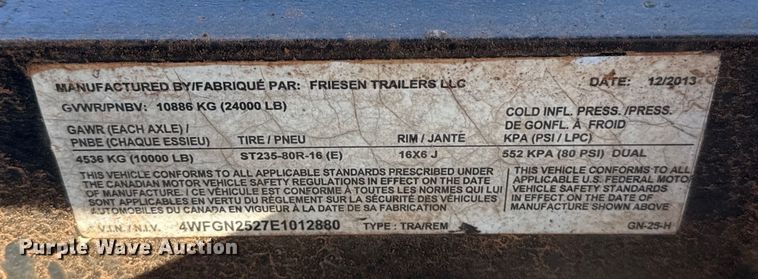 MANUFACTURED BY/FABRIQUÉ PAR: FRIESEN TRAILERS LLC DATE: 12/2013
GVWR/PNBV: 10886 KG (24000 LB)
GAWR (EACH AXLE) / PNBE (CHAQUE ESSIEU) TIRE / PNEU RIM / JANTE COLD INFL. PRESS./PRESS. DE GONFL. À FROID KPA (PSI / LPC)
4536 KG (10000 LB) ST235-80R-16 (E) 16X6 J 552 KPA (80 PSI) DUAL
THIS VEHICLE CONFORMS TO ALL APPLICABLE STANDARDS PRESCRIBED UNDER
THE CANADIAN MOTOR VEHICLE SAFETY REGULATIONS IN EFFECT ON THE DATE
OF MANUFACTURE / CE VÉHICULE EST CONFORME À TOUTES LES NORMES QUI LUI
SONT APPLICABLES EN VERTU DU RÈGLEMENT SUR LA SÉCURITÉ DES VÉHICULES
AUTOMOBILES DU CANADA EN VIGUEUR À LA DATE DE SA FABRICATION
THIS VEHICLE CONFORMS TO ALL
APPLICABLE U.S. FEDERAL MOTOR
VEHICLE SAFETY STANDARDS
IN EFFECT ON THE DATE OF
MANUFACTURE SHOWN ABOVE
V.I.N. / N.I.V. 4WFGN2527E1012880 TYPE : TRA/REM GN-25-H
Purple Wave Auction